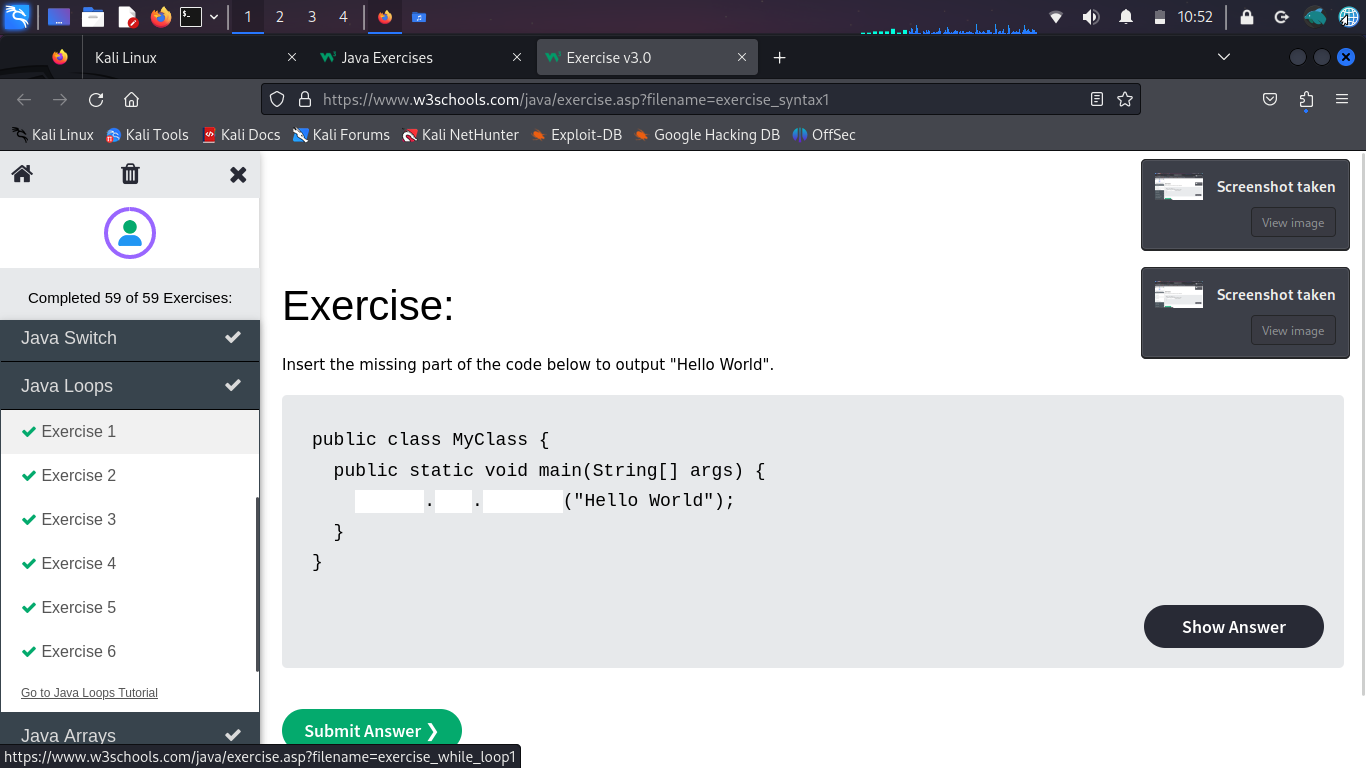 1 2 3 4 10:52
Kali Linux Java Exercises Exercise v3.0
https://www.w3schools.com/java/exercise.asp?filename=exercise_syntax1
Kali Linux Kali Tools Kali Docs Kali Forums Kali NetHunter Exploit-DB Google Hacking DB OffSec
Completed 59 of 59 Exercises:
Java Switch
Java Loops
Exercise 1
Exercise 2
Exercise 3
Exercise 4
Exercise 5
Exercise 6
Go to Java Loops Tutorial
Java Arrays
https://www.w3schools.com/java/exercise.asp?filename=exercise_while_loop1
Screenshot taken
View image
Screenshot taken
View image
Exercise:
Insert the missing part of the code below to output "Hello World".
public class MyClass {
public static void main(String[] args) {
. . ("Hello World");
}
}
Show Answer
Submit Answer ❯